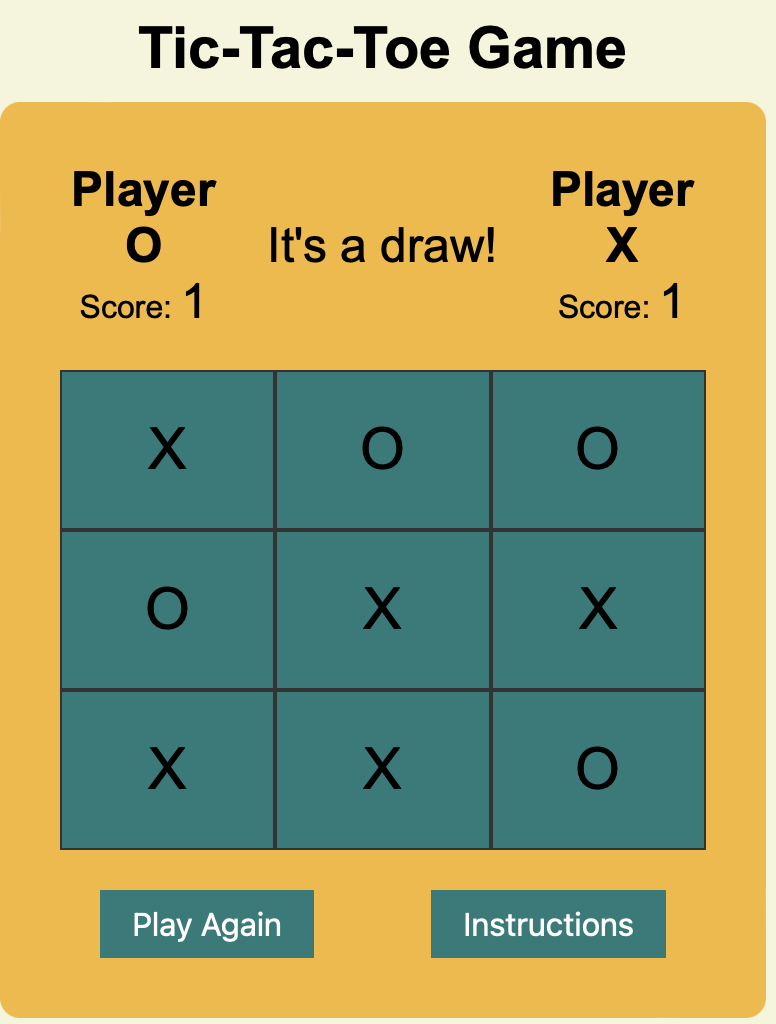 Tic-Tac-Toe Game
Player
O
Score: 1
It's a draw!
Player
X
Score: 1
X O O
O X X
X X O
Play Again Instructions